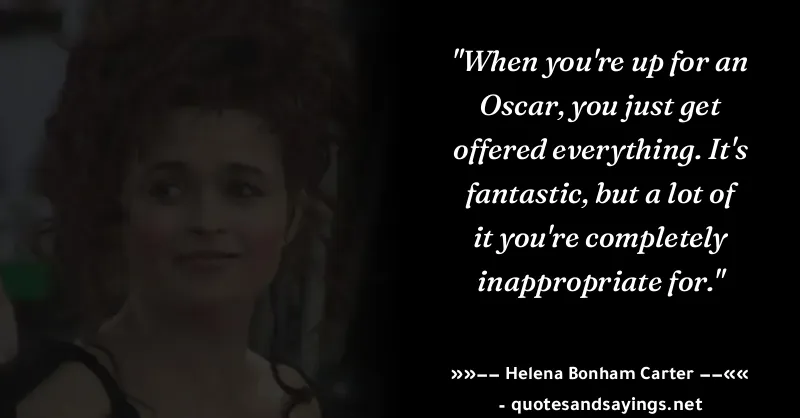 "When you're up for an
Oscar, you just get
offered everything. It's
fantastic, but a lot of
it you're completely
inappropriate for."
»»−− Helena Bonham Carter −−««
- quotesandsayings.net